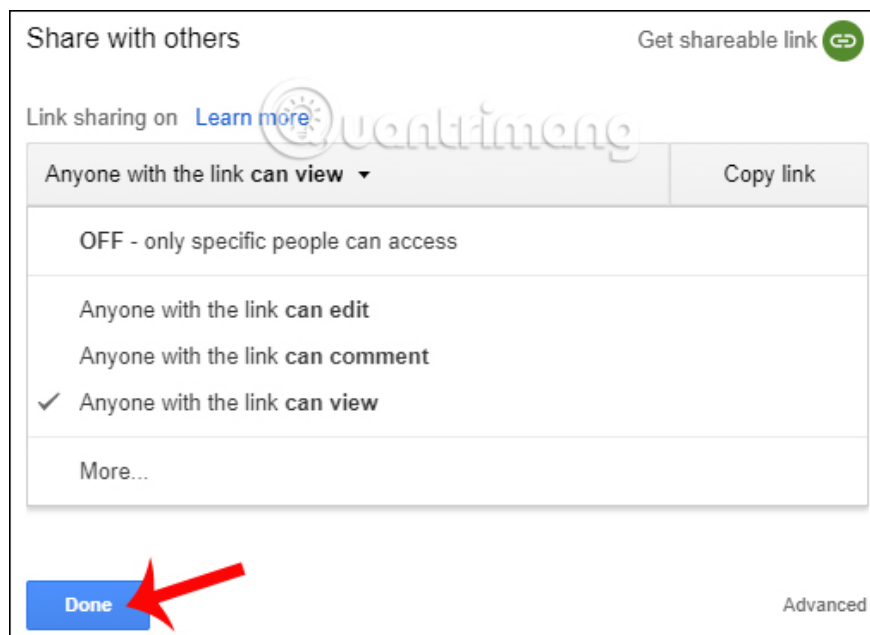 Share with others
Get shareable link
Link sharing on Learn more
Quantrimang
Anyone with the link can view
Copy link
OFF - only specific people can access
Anyone with the link can edit
Anyone with the link can comment
Anyone with the link can view
More...
Done
Advanced